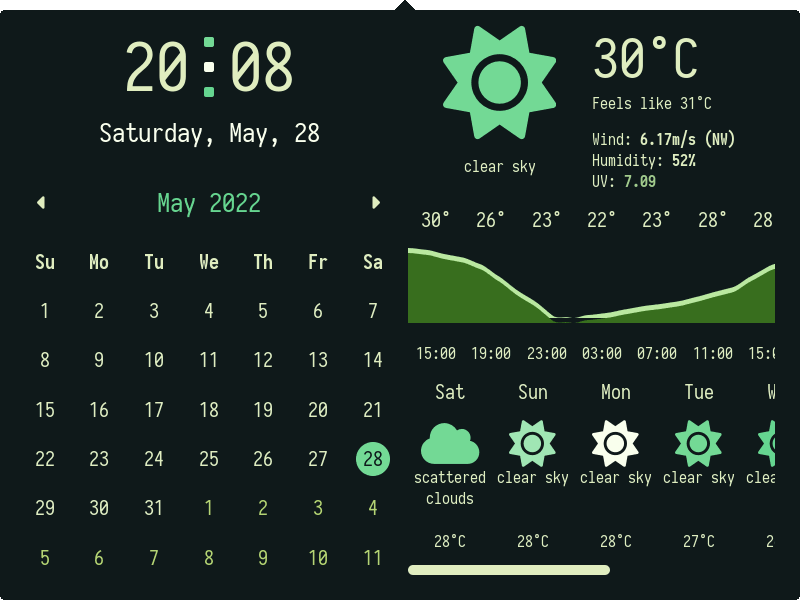 20:08
Saturday, May, 28
May 2022
Su Mo Tu We Th Fr Sa
1 2 3 4 5 6 7
8 9 10 11 12 13 14
15 16 17 18 19 20 21
22 23 24 25 26 27 28
29 30 31 1 2 3 4
5 6 7 8 9 10 11
clear sky
30°C
Feels like 31°C
Wind: 6.17m/s (NW)
Humidity: 52%
UV: 7.09
30° 26° 23° 22° 23° 28° 28
15:00 19:00 23:00 03:00 07:00 11:00 15:0
Sat Sun Mon Tue W
scattered clear sky clear sky clear sky clea
clouds
28°C 28°C 28°C 27°C 2